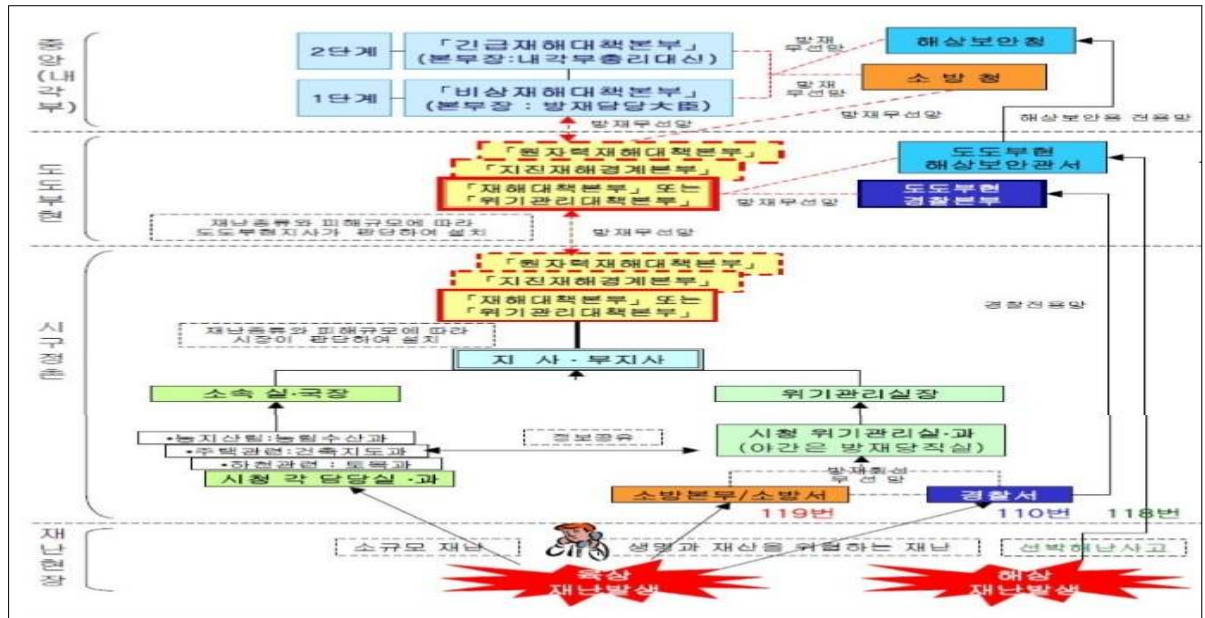 중앙(내각부)
2단계
「긴급재해대책본부」
(본부장:내각부총리대신)
1단계
「비상재해대책본부」
(본부장 : 방재담당大臣)
방재
무선망
해상보안청
소방청
방재
무선망
방재무선망
방재무선망
해상보안용 전용망
도도부현
「원자력재해대책본부」
「지진재해경계본부」
「재해대책본부」 또는
「위기관리대책본부」
도도부현
해상보안관서
도도부현
경찰본부
방재무선망
재난종류와 피해규모에 따라
도도부현지사가 판단하여 설치
방재무선망
시구정촌
「원자력재해대책본부」
「지진재해경계본부」
「재해대책본부」 또는
「위기관리대책본부」
경찰전용망
재난종류와 피해규모에 따라
시장이 판단하여 설치
지 사 · 부지사
소속 실·국장
위기관리실장
•농지산림:농림수산과
•주택관련:건축지도과
•하천관련 : 토목과
시청 각 담당실 ·과
정보공유
시청 위기관리실·과
(야간은 방재당직실)
방재회선
무선망
소방본부/소방서
경찰서
119번
110번
118번
재난현장
소규모 재난
생명과 재산을 위협하는 재난
선박해난사고
육상
재난발생
해상
재난발생